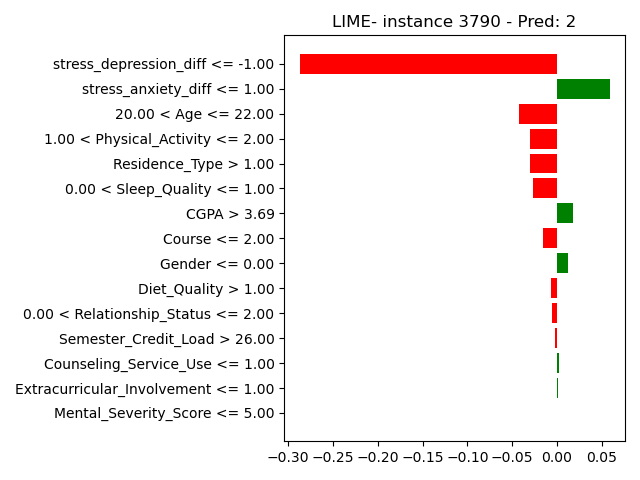 LIME- instance 3790 - Pred: 2
stress_depression_diff <= -1.00
stress_anxiety_diff <= 1.00
20.00 < Age <= 22.00
1.00 < Physical_Activity <= 2.00
Residence_Type > 1.00
0.00 < Sleep_Quality <= 1.00
CGPA > 3.69
Course <= 2.00
Gender <= 0.00
Diet_Quality > 1.00
0.00 < Relationship_Status <= 2.00
Semester_Credit_Load > 26.00
Counseling_Service_Use <= 1.00
Extracurricular_Involvement <= 1.00
Mental_Severity_Score <= 5.00
−0.30 −0.25 −0.20 −0.15 −0.10 −0.05 0.00 0.05